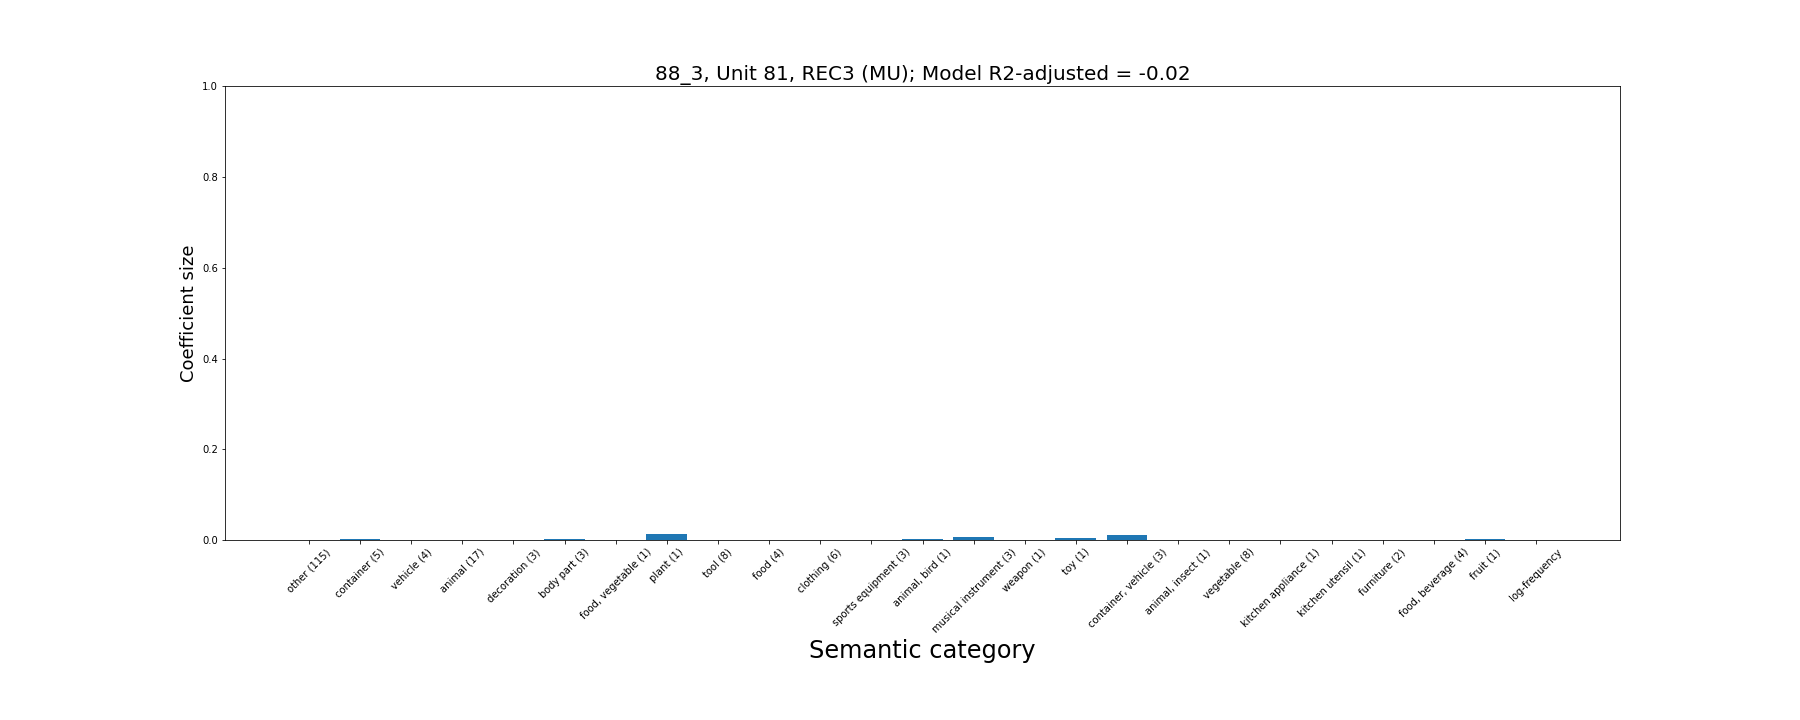 88_3, Unit 81, REC3 (MU); Model R2-adjusted = -0.02
1.0
0.8
0.6
0.4
0.2
0.0
Coefficient size
other (115)
container (5)
vehicle (4)
animal (17)
decoration (3)
body part (3)
food, vegetable (1)
plant (1)
tool (8)
food (4)
clothing (6)
sports equipment (3)
animal, bird (1)
musical instrument (3)
weapon (1)
toy (1)
container, vehicle (3)
animal, insect (1)
vegetable (8)
kitchen appliance (1)
kitchen utensil (1)
furniture (2)
food, beverage (4)
fruit (1)
log-frequency
Semantic category